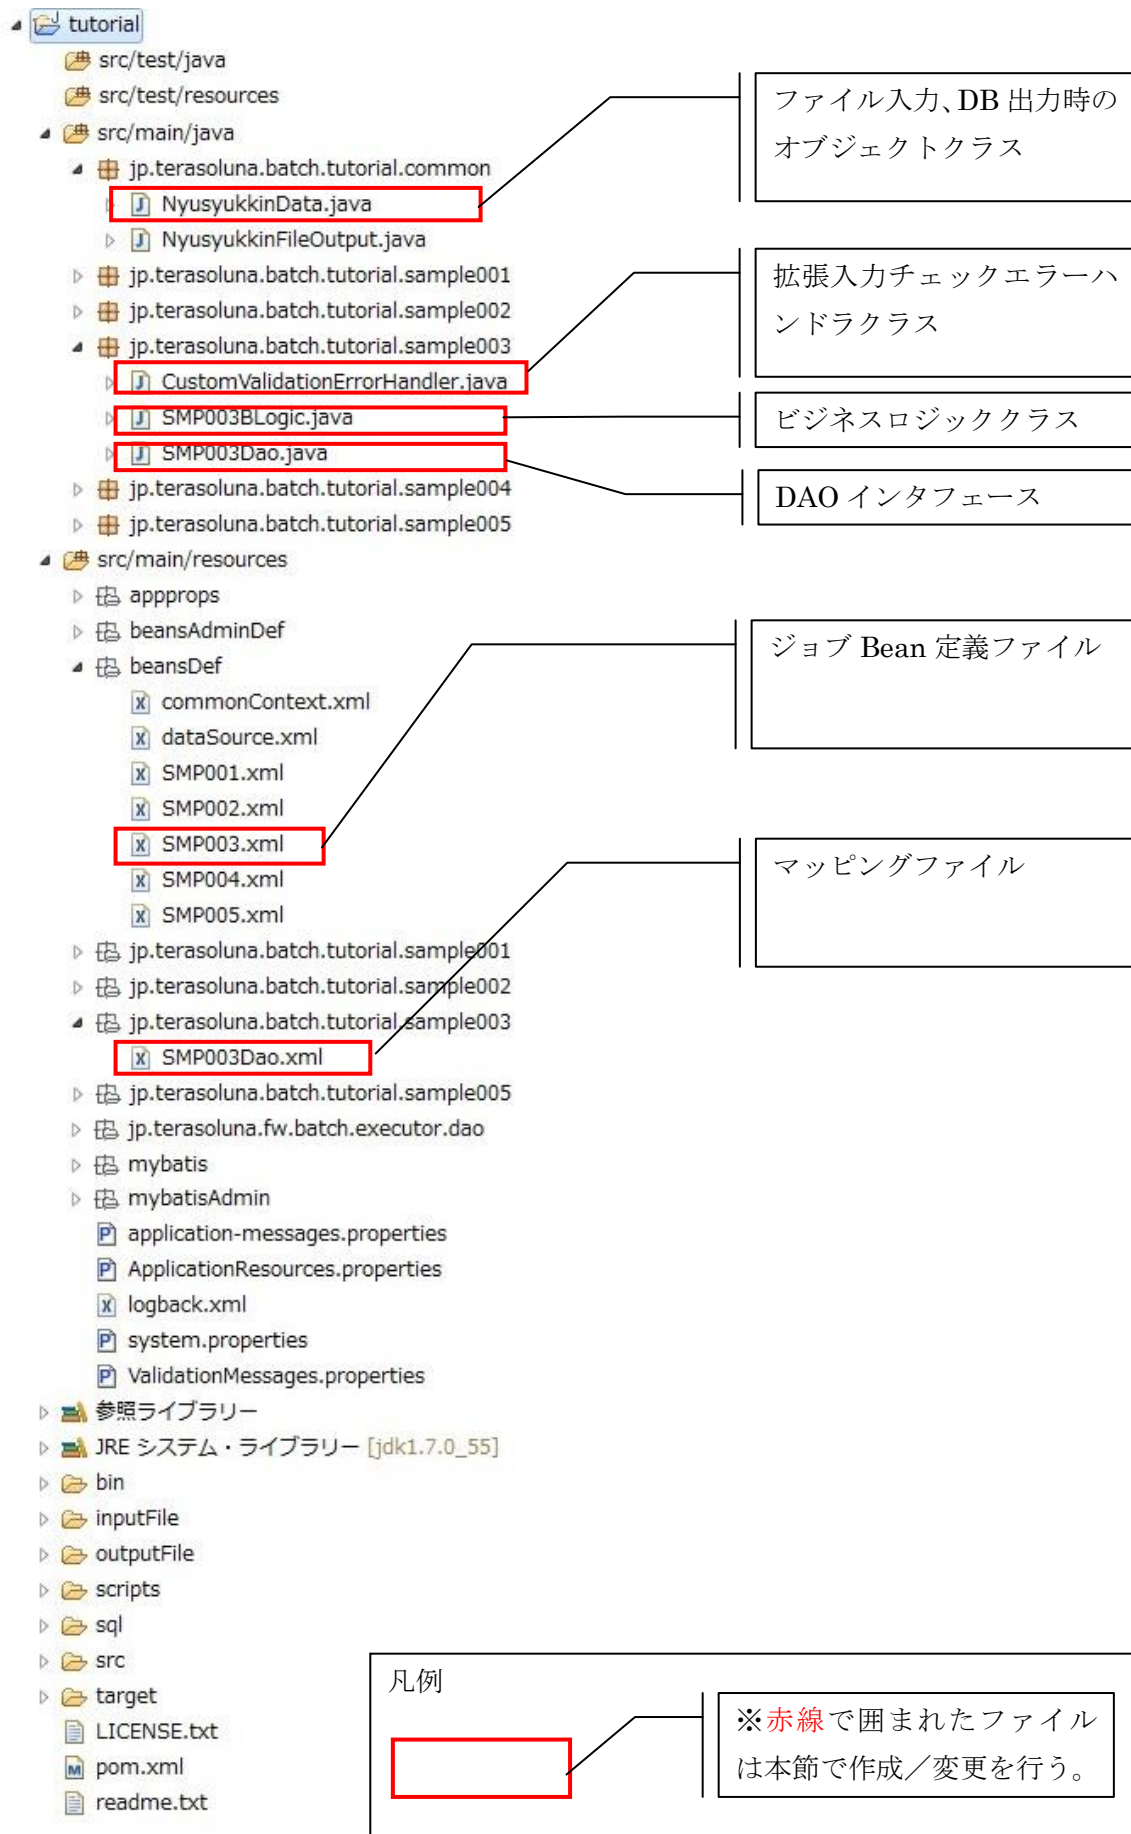 tutorial
src/test/java
src/test/resources
src/main/java
jp.terasoluna.batch.tutorial.common
NyusyukkinData.java
NyusyukkinFileOutput.java
jp.terasoluna.batch.tutorial.sample001
jp.terasoluna.batch.tutorial.sample002
jp.terasoluna.batch.tutorial.sample003
CustomValidationErrorHandler.java
SMP003BLogic.java
SMP003Dao.java
jp.terasoluna.batch.tutorial.sample004
jp.terasoluna.batch.tutorial.sample005
src/main/resources
appprops
beansAdminDef
beansDef
commonContext.xml
dataSource.xml
SMP001.xml
SMP002.xml
SMP003.xml
SMP004.xml
SMP005.xml
jp.terasoluna.batch.tutorial.sample001
jp.terasoluna.batch.tutorial.sample002
jp.terasoluna.batch.tutorial.sample003
SMP003Dao.xml
jp.terasoluna.batch.tutorial.sample005
jp.terasoluna.fw.batch.executor.dao
mybatis
mybatisAdmin
application-messages.properties
ApplicationResources.properties
logback.xml
system.properties
ValidationMessages.properties
参照ライブラリー
JRE システム・ライブラリー [jdk1.7.0_55]
bin
inputFile
outputFile
scripts
sql
src
target
LICENSE.txt
pom.xml
readme.txt
ファイル入力、DB 出力時の
オブジェクトクラス
拡張入力チェックエラーハ
ンドラクラス
ビジネスロジッククラス
DAO インタフェース
ジョブ Bean 定義ファイル
マッピングファイル
凡例
※赤線で囲まれたファイル
は本節で作成／変更を行う。